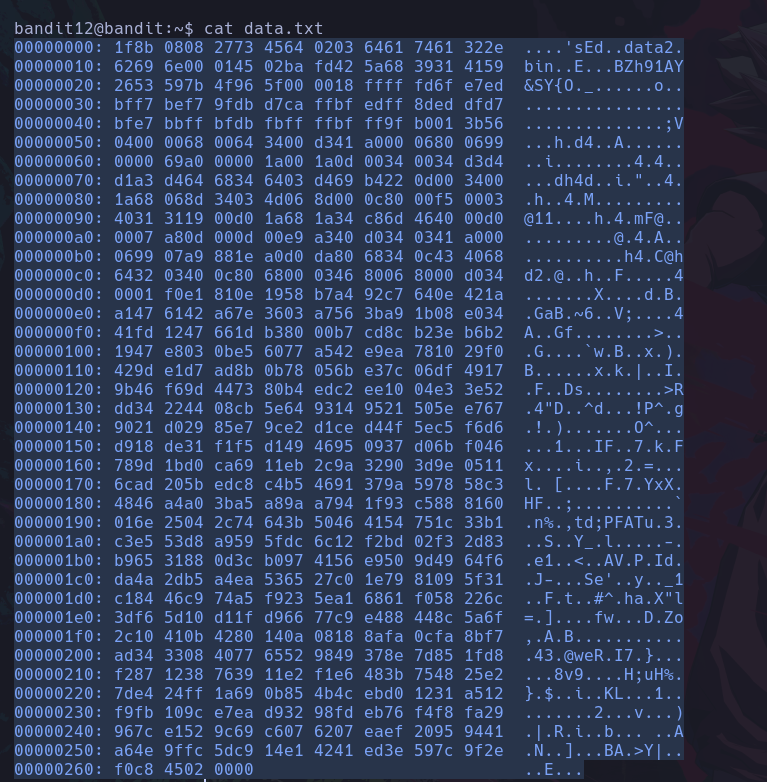 bandit12@bandit:~$ cat data.txt
00000000: 1f8b 0808 2773 4564 0203 6461 7461 322e  ....'sEd..data2.
00000010: 6269 6e00 0145 02ba fd42 5a68 3931 4159  bin..E...BZh91AY
00000020: 2653 597b 4f96 5f00 0018 ffff fd6f e7ed  &SY{O._......o..
00000030: bff7 bef7 9fdb d7ca ffbf edff 8ded dfd7  ................
00000040: bfe7 bbff bfdb fbff ffbf ff9f b001 3b56  ..............;V
00000050: 0400 0068 0064 3400 d341 a000 0680 0699  ...h.d4..A......
00000060: 0000 69a0 0000 1a00 1a0d 0034 0034 d3d4  ..i........4.4..
00000070: d1a3 d464 6834 6403 d469 b422 0d00 3400  ...dh4d..i."..4.
00000080: 1a68 068d 3403 4d06 8d00 0c80 00f5 0003  .h..4.M.........
00000090: 4031 3119 00d0 1a68 1a34 c86d 4640 00d0  @11....h.4.mF@..
000000a0: 0007 a80d 000d 00e9 a340 d034 0341 a000  .........@.4.A..
000000b0: 0699 07a9 881e a0d0 da80 6834 0c43 4068  ..........h4.C@h
000000c0: 6432 0340 0c80 6800 0346 8006 8000 d034  d2.@..h..F.....4
000000d0: 0001 f0e1 810e 1958 b7a4 92c7 640e 421a  .......X....d.B.
000000e0: a147 6142 a67e 3603 a756 3ba9 1b08 e034  .GaB.~6..V;....4
000000f0: 41fd 1247 661d b380 00b7 cd8c b23e b6b2  A..Gf........>..
00000100: 1947 e803 0be5 6077 a542 e9ea 7810 29f0  .G....`w.B..x.).
00000110: 429d e1d7 ad8b 0b78 056b e37c 06df 4917  B......x.k.|..I.
00000120: 9b46 f69d 4473 80b4 edc2 ee10 04e3 3e52  .F..Ds........>R
00000130: dd34 2244 08cb 5e64 9314 9521 505e e767  .4"D..^d...!P^.g
00000140: 9021 d029 85e7 9ce2 d1ce d44f 5ec5 f6d6  .!.).......O^...
00000150: d918 de31 f1f5 d149 4695 0937 d06b f046  ...1...IF..7.k.F
00000160: 789d 1bd0 ca69 11eb 2c9a 3290 3d9e 0511  x....i..,.2.=...
00000170: 6cad 205b edc8 c4b5 4691 379a 5978 58c3  l. [....F.7.YxX.
00000180: 4846 a4a0 3ba5 a89a a794 1f93 c588 8160  HF..;..........`
00000190: 016e 2504 2c74 643b 5046 4154 751c 33b1  .n%.,td;PFATu.3.
000001a0: c3e5 53d8 a959 5fdc 6c12 f2bd 02f3 2d83  ..S..Y_.l.....-.
000001b0: b965 3188 0d3c b097 4156 e950 9d49 64f6  .e1..<..AV.P.Id.
000001c0: da4a 2db5 a4ea 5365 27c0 1e79 8109 5f31  .J-...Se'..y.._1
000001d0: c184 46c9 74a5 f923 5ea1 6861 f058 226c  ..F.t..#^.ha.X"l
000001e0: 3df6 5d10 d11f d966 77c9 e488 448c 5a6f  =.]....fw...D.Zo
000001f0: 2c10 410b 4280 140a 0818 8afa 0cfa 8bf7  ,.A.B...........
00000200: ad34 3308 4077 6552 9849 378e 7d85 1fd8  .43.@weR.I7.}...
00000210: f287 1238 7639 11e2 f1e6 483b 7548 25e2  ...8v9....H;uH%.
00000220: 7de4 24ff 1a69 0b85 4b4c ebd0 1231 a512  }.$..i..KL...1..
00000230: f9fb 109c e7ea d932 98fd eb76 f4f8 fa29  .......2...v...)
00000240: 967c e152 9c69 c607 6207 eaef 2095 9441  .|.R.i..b... ..A
00000250: a64e 9ffc 5dc9 14e1 4241 ed3e 597c 9f2e  .N..]...BA.>Y|..
00000260: f0c8 4502 0000  ..E...